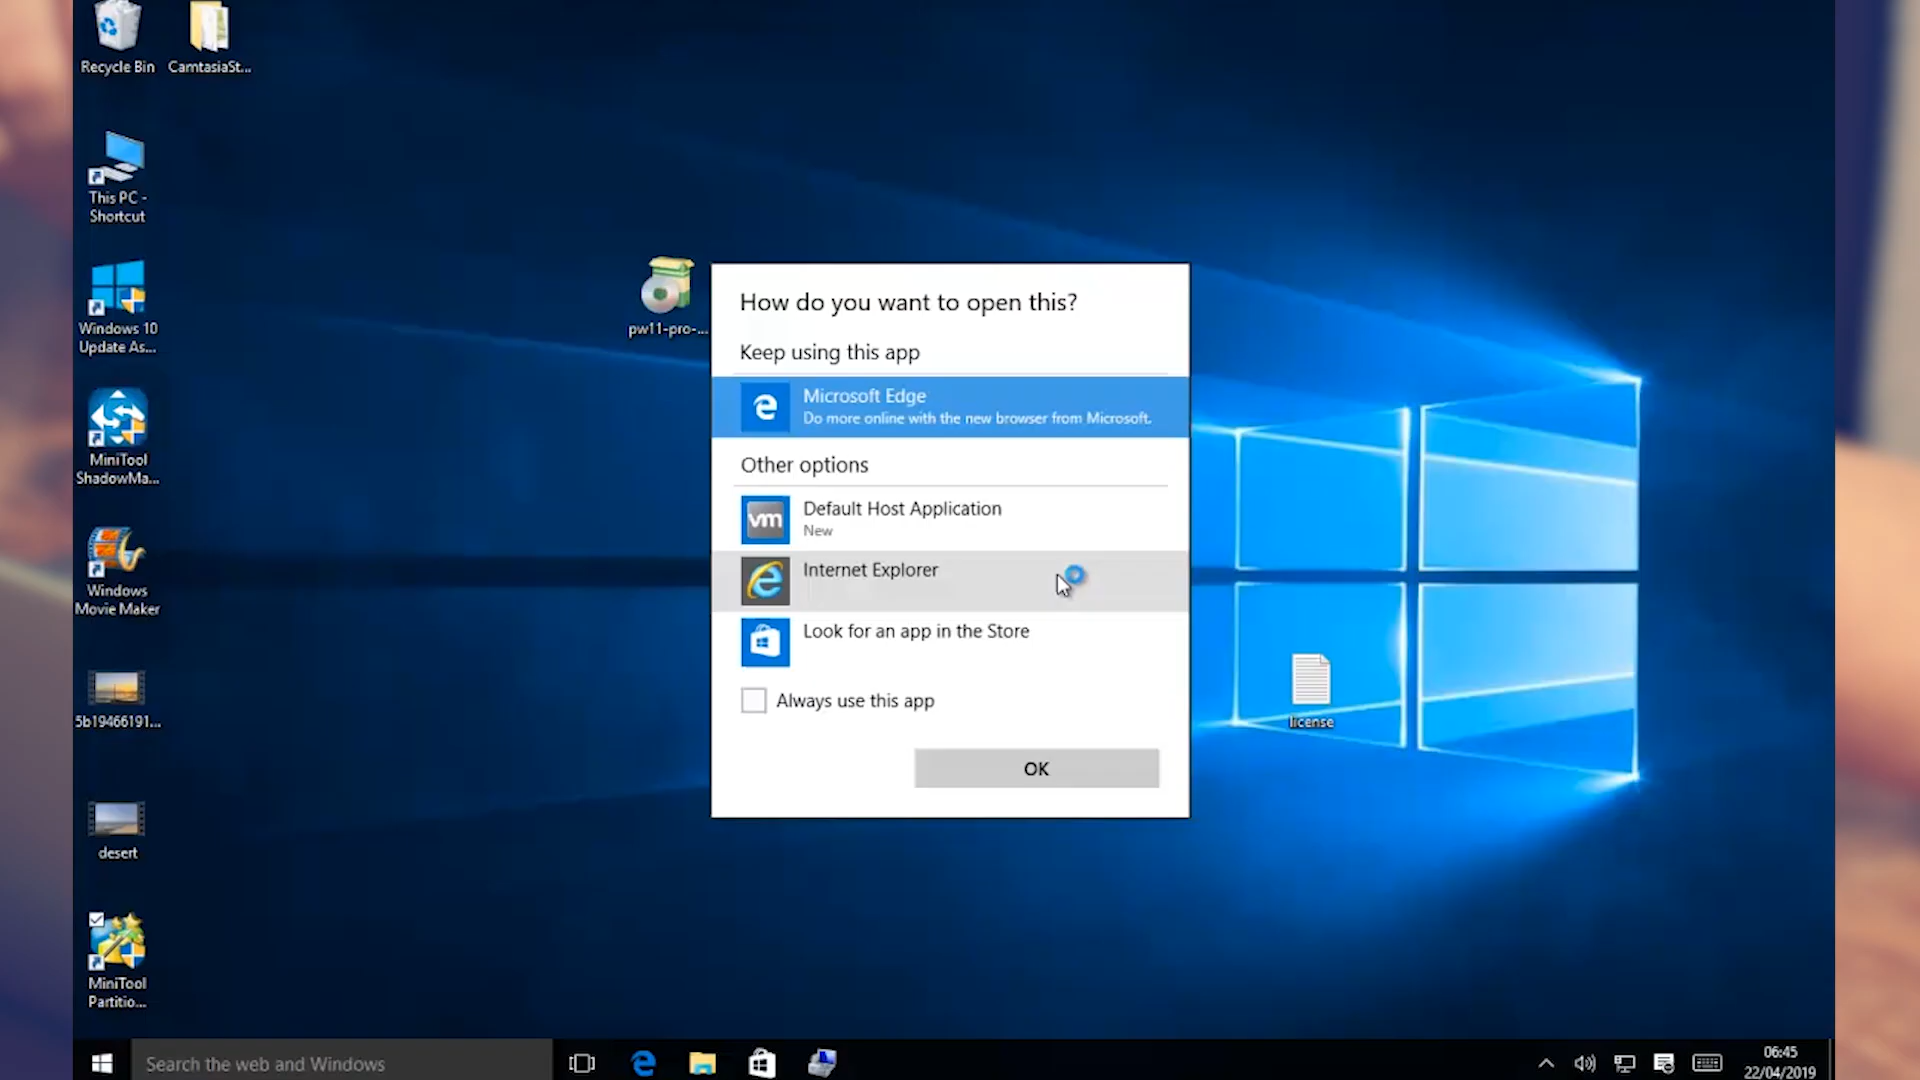 Recycle Bin
CamtasiaSt...
This PC -
Shortcut
Windows 10
Update As...
MiniTool
ShadowMa...
Windows
Movie Maker
5b19466191...
desert
MiniTool
Partitio...
pw11-pro-...
How do you want to open this?
Keep using this app
Microsoft Edge
Do more online with the new browser from Microsoft.
Other options
vm
Default Host Application
New
Internet Explorer
Look for an app in the Store
Always use this app
OK
license
Search the web and Windows
06:45
22/04/2019